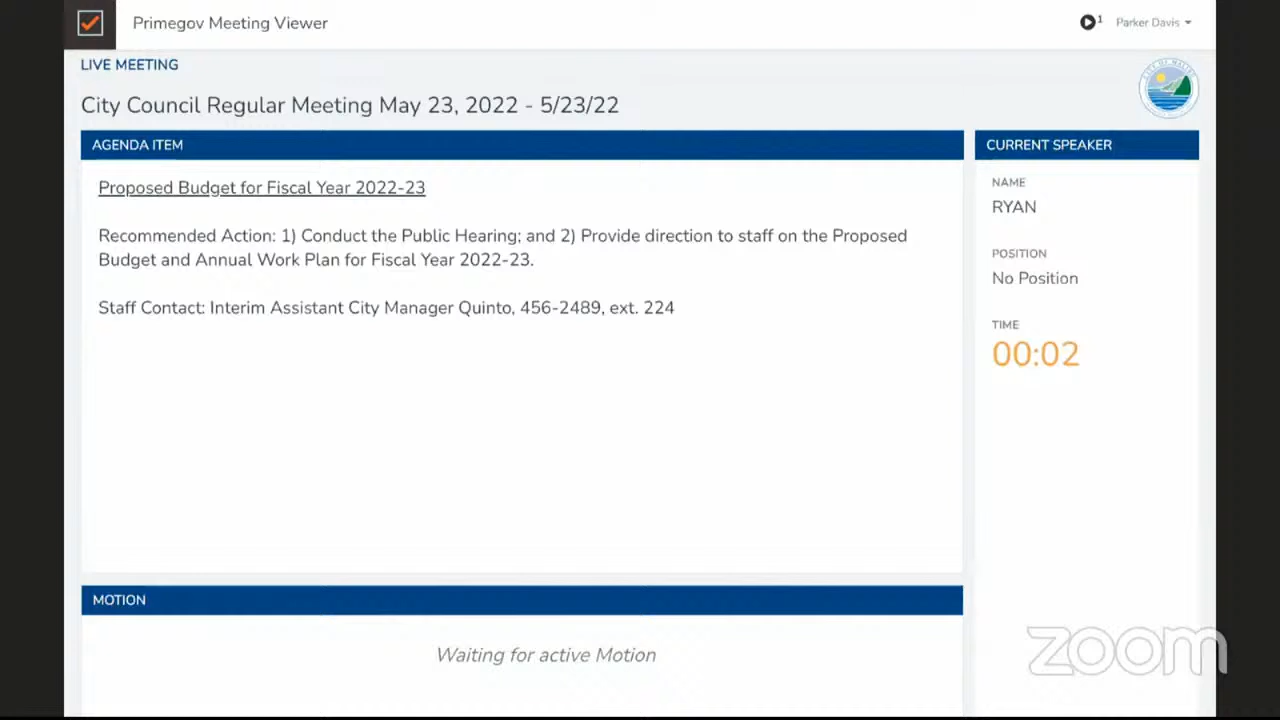 Primegov Meeting Viewer
1
Parker Davis
LIVE MEETING
City Council Regular Meeting May 23, 2022 - 5/23/22
CITY OF MALIBU
AGENDA ITEM
Proposed Budget for Fiscal Year 2022-23
Recommended Action: 1) Conduct the Public Hearing; and 2) Provide direction to staff on the Proposed
Budget and Annual Work Plan for Fiscal Year 2022-23.
Staff Contact: Interim Assistant City Manager Quinto, 456-2489, ext. 224
CURRENT SPEAKER
NAME
RYAN
POSITION
No Position
TIME
00:02
MOTION
Waiting for active Motion
zoom